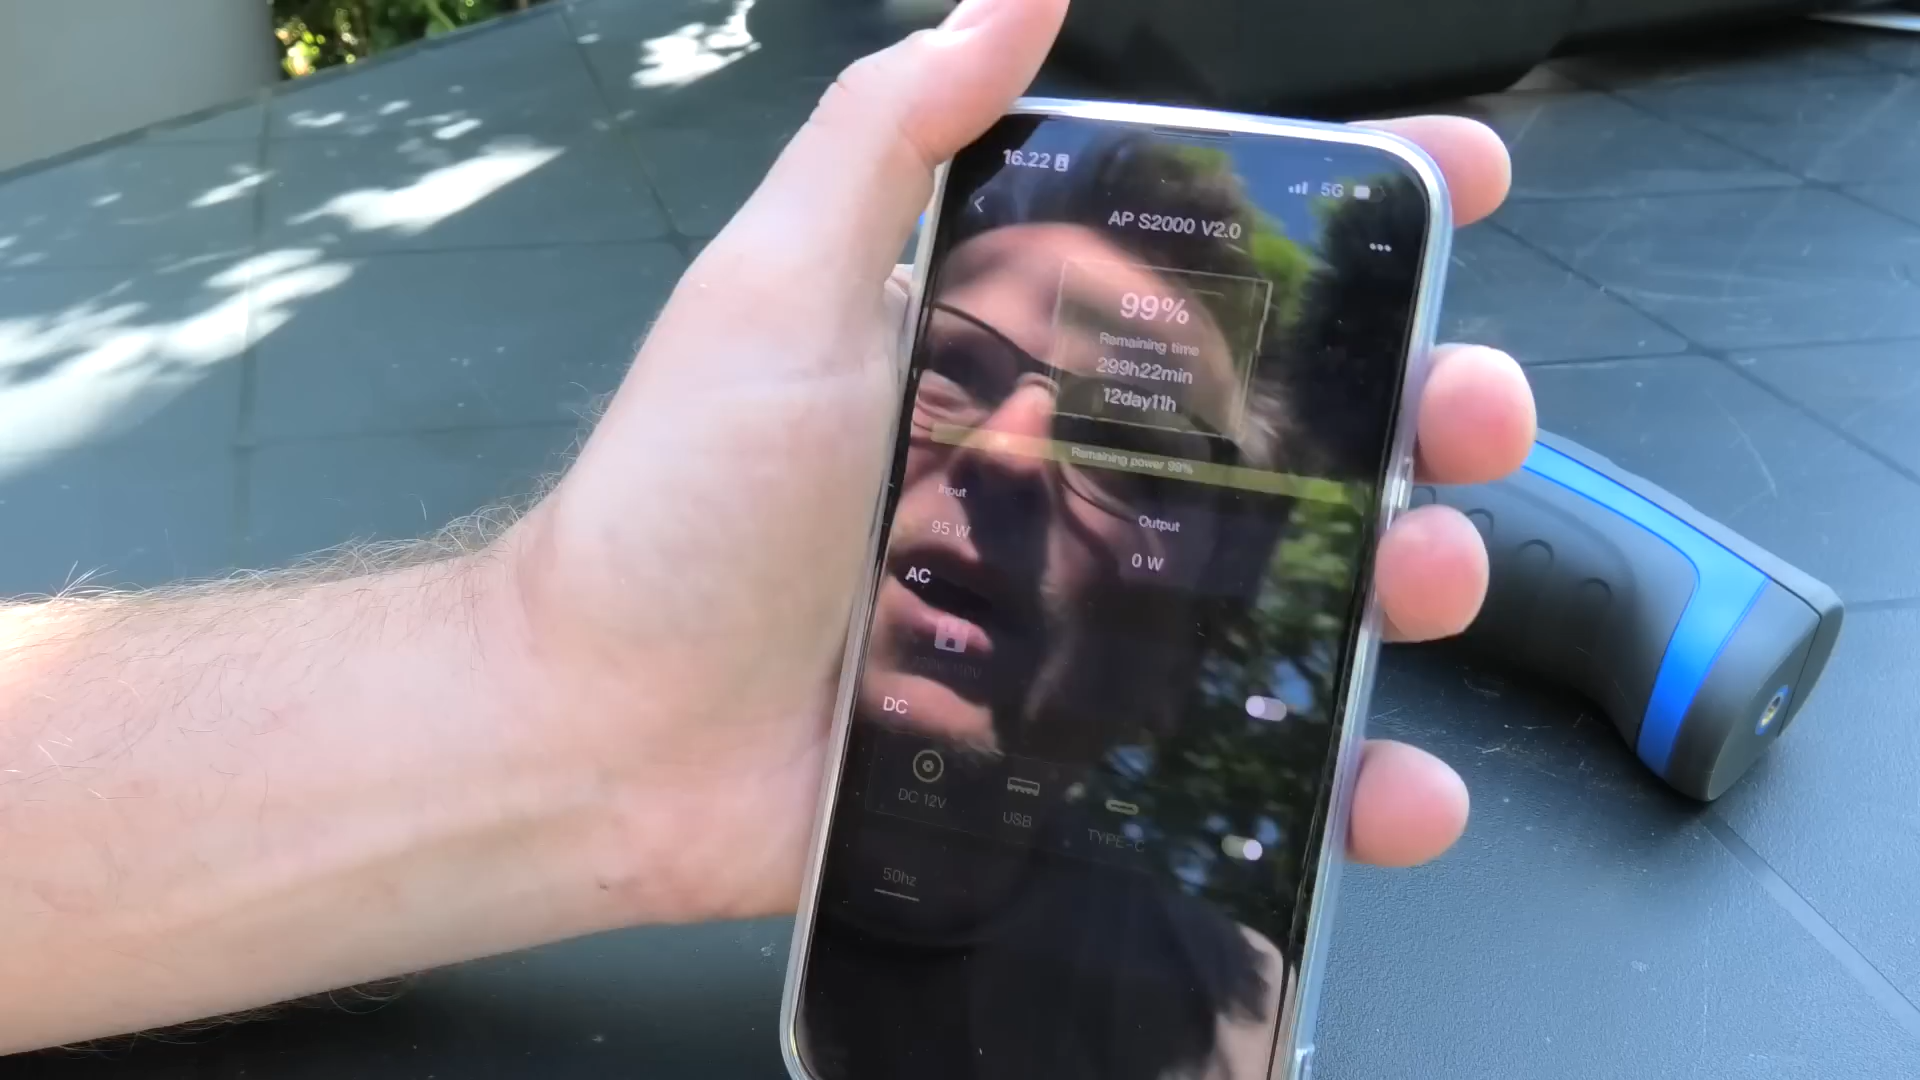 16.22
5G
AP S2000 V2.0
99%
Remaining time
299h22min
12day11h
Remaining power 99%
Input
Output
95 W
0 W
AC
DC
DC 12V
USB
TYPE-C
50hz